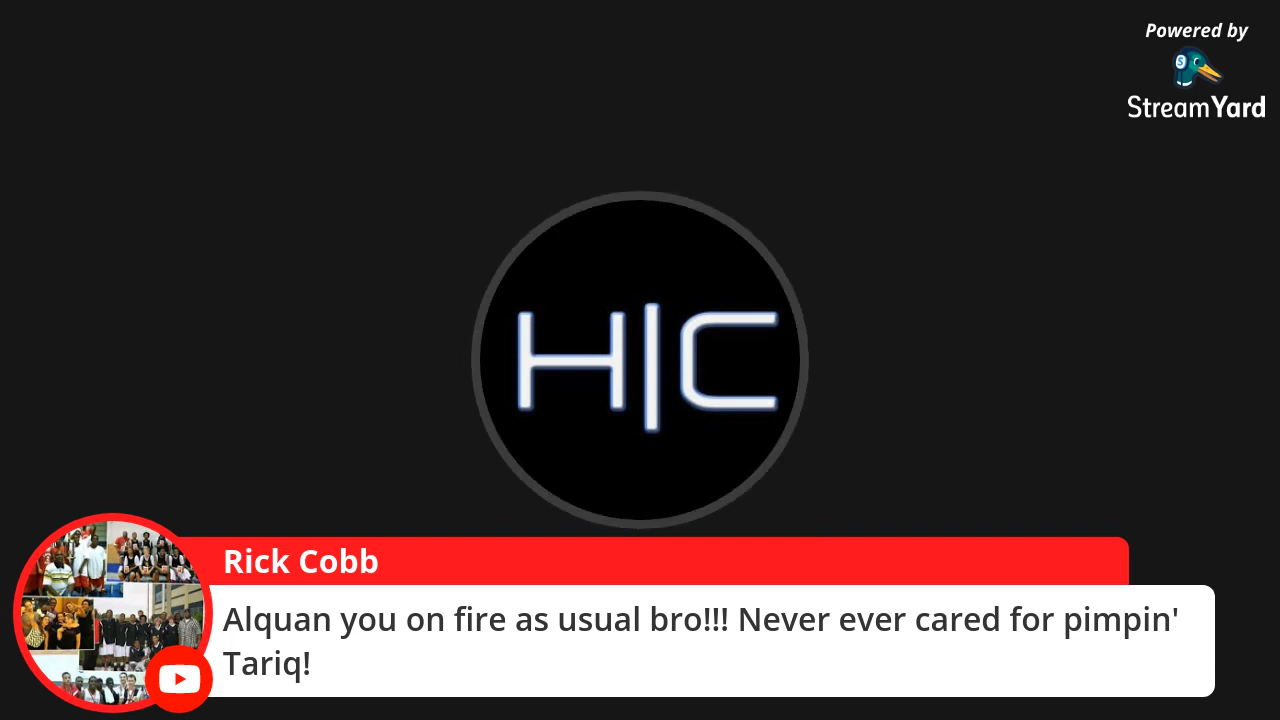 Powered by
S
StreamYard
H|C
Rick Cobb
Alquan you on fire as usual bro!!! Never ever cared for pimpin'
Tariq!